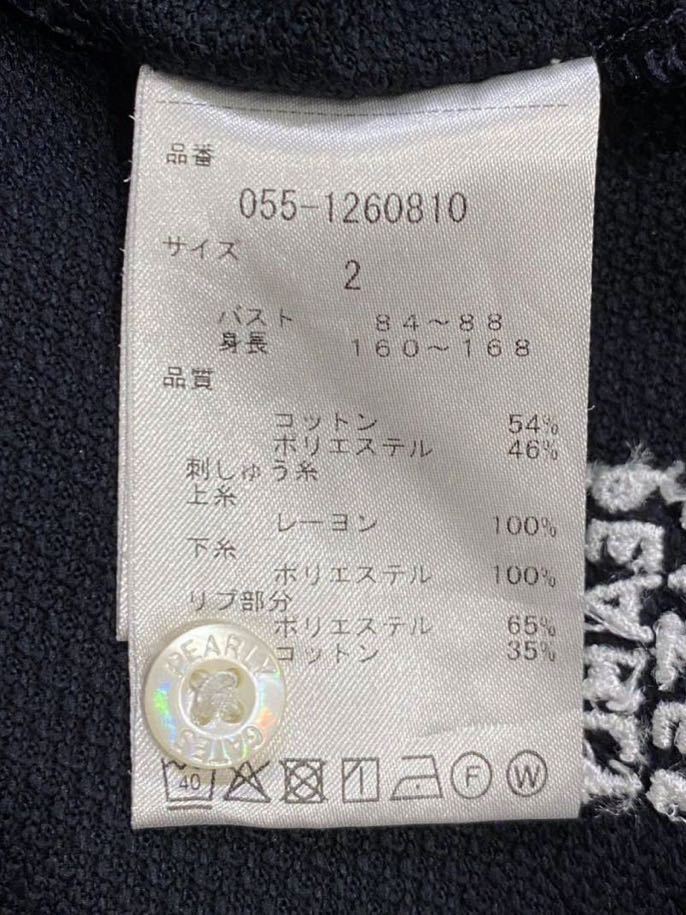 品番
055-1260810
サイズ
2
バスト 84～88
身長 160～168
品質
コットン 54%
ポリエステル 46%
刺しゅう糸
上糸
レーヨン 100%
下糸
ポリエステル 100%
リブ部分
ポリエステル 65%
コットン 35%
PEARLY GATES
40 F W
PEARLY